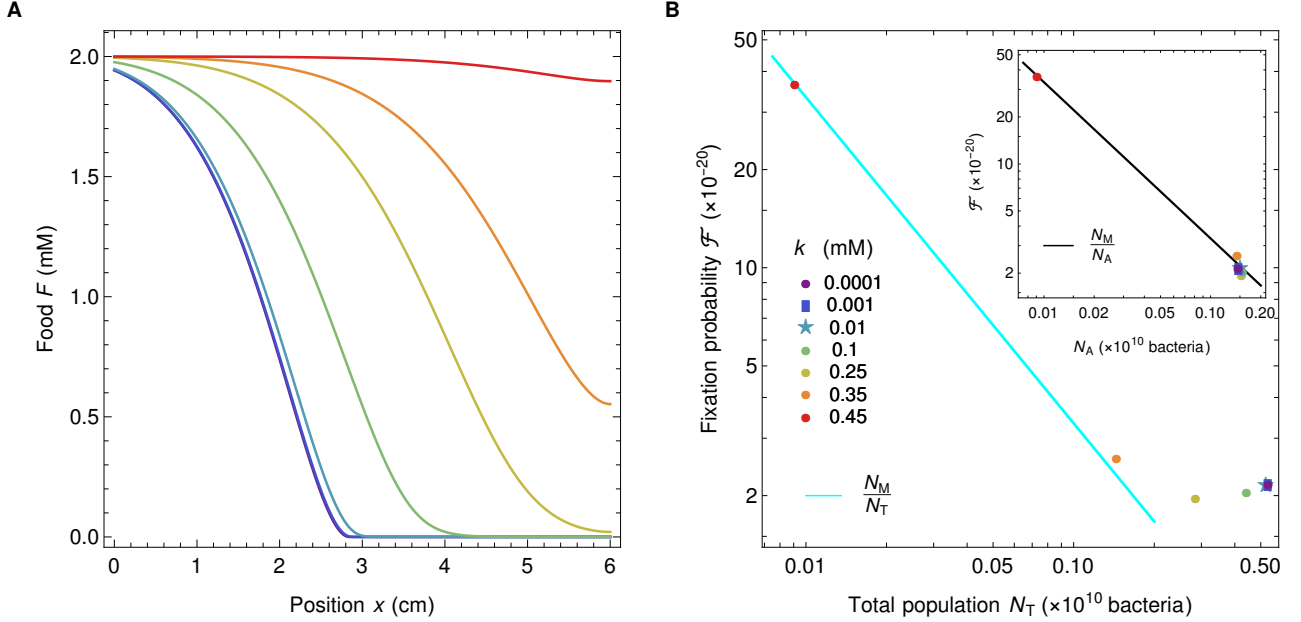 A
Food F (mM)
2.0
1.5
1.0
0.5
0.0
0
1
2
3
4
5
6
Position x (cm)
B
Fixation probability ℱ (×10⁻²⁰)
50
20
10
5
2
k (mM)
0.0001
0.001
0.01
0.1
0.25
0.35
0.45
N_M
N_T
0.01
0.05
0.10
0.50
Total population N_T (×10¹⁰ bacteria)
ℱ (×10⁻²⁰)
50
20
10
50
2
N_M
N_A
0.01
0.02
0.05
0.10
0.20
N_A (×10¹⁰ bacteria)